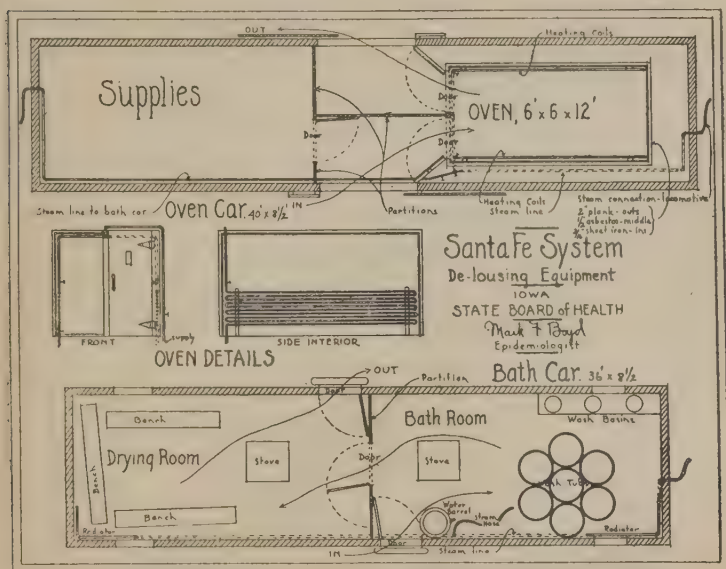 OUT
Heating Coils
Supplies
Door
OVEN, 6' x 6 x 12'
Door
Door
IN
Steam line to bath car
Oven Car. 40' x 8½
Partitions
Heating Coils
Steam line
Steam connection-locomotive
2" plank-outs
asbestos-middle
sheet iron-ins
FRONT
supply
SIDE INTERIOR
OVEN DETAILS
Santa Fe System
De-lousing Equipment
IOWA
STATE BOARD of HEALTH
Mark F Boyd
Epidemiologist
OUT
Bath Car. 36' x 8½
Door
Partition
Bench
Bath Room
Wash Basins
Drying Room
Bench
Stove
Door
Stove
Bath Tubs
Bench
Water
Barrel
Steam
Hose
Radiator
Radiator
IN
Door
Steam line